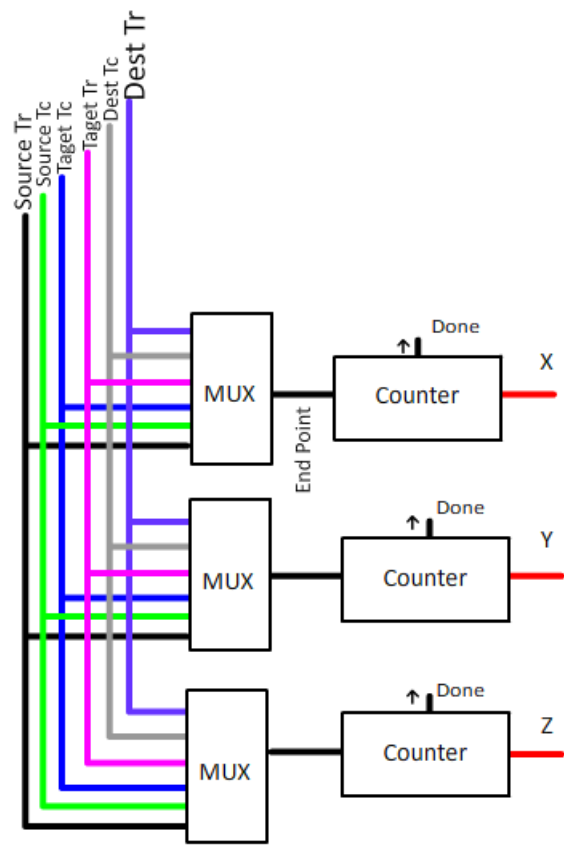 Source Tr
Source Tc
Taget Tc
Taget Tr
Dest Tc
Dest Tr
MUX
End Point
Counter
↑ Done
X
MUX
Counter
↑ Done
Y
MUX
Counter
↑ Done
Z